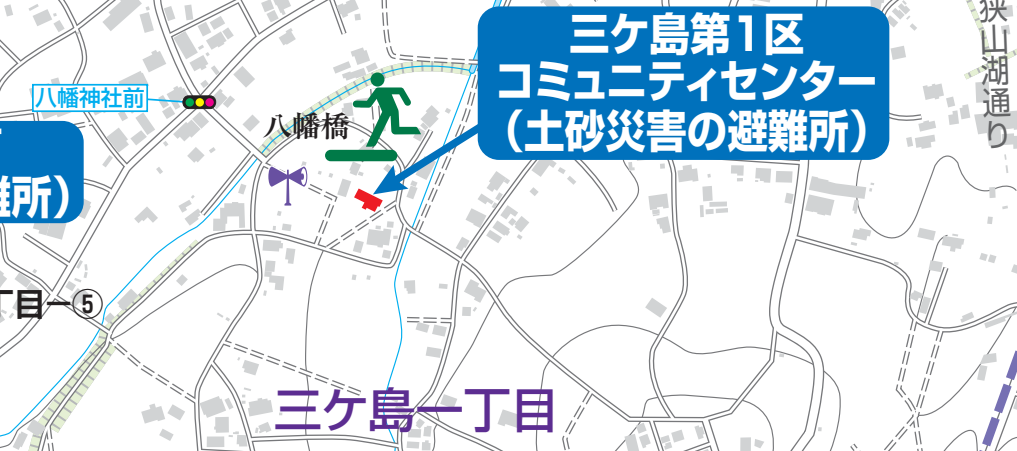 三ケ島第1区
コミュニティセンター
（土砂災害の避難所）
狭山湖通り
八幡神社前
八幡橋
難所）
丁目一⑤
三ケ島一丁目